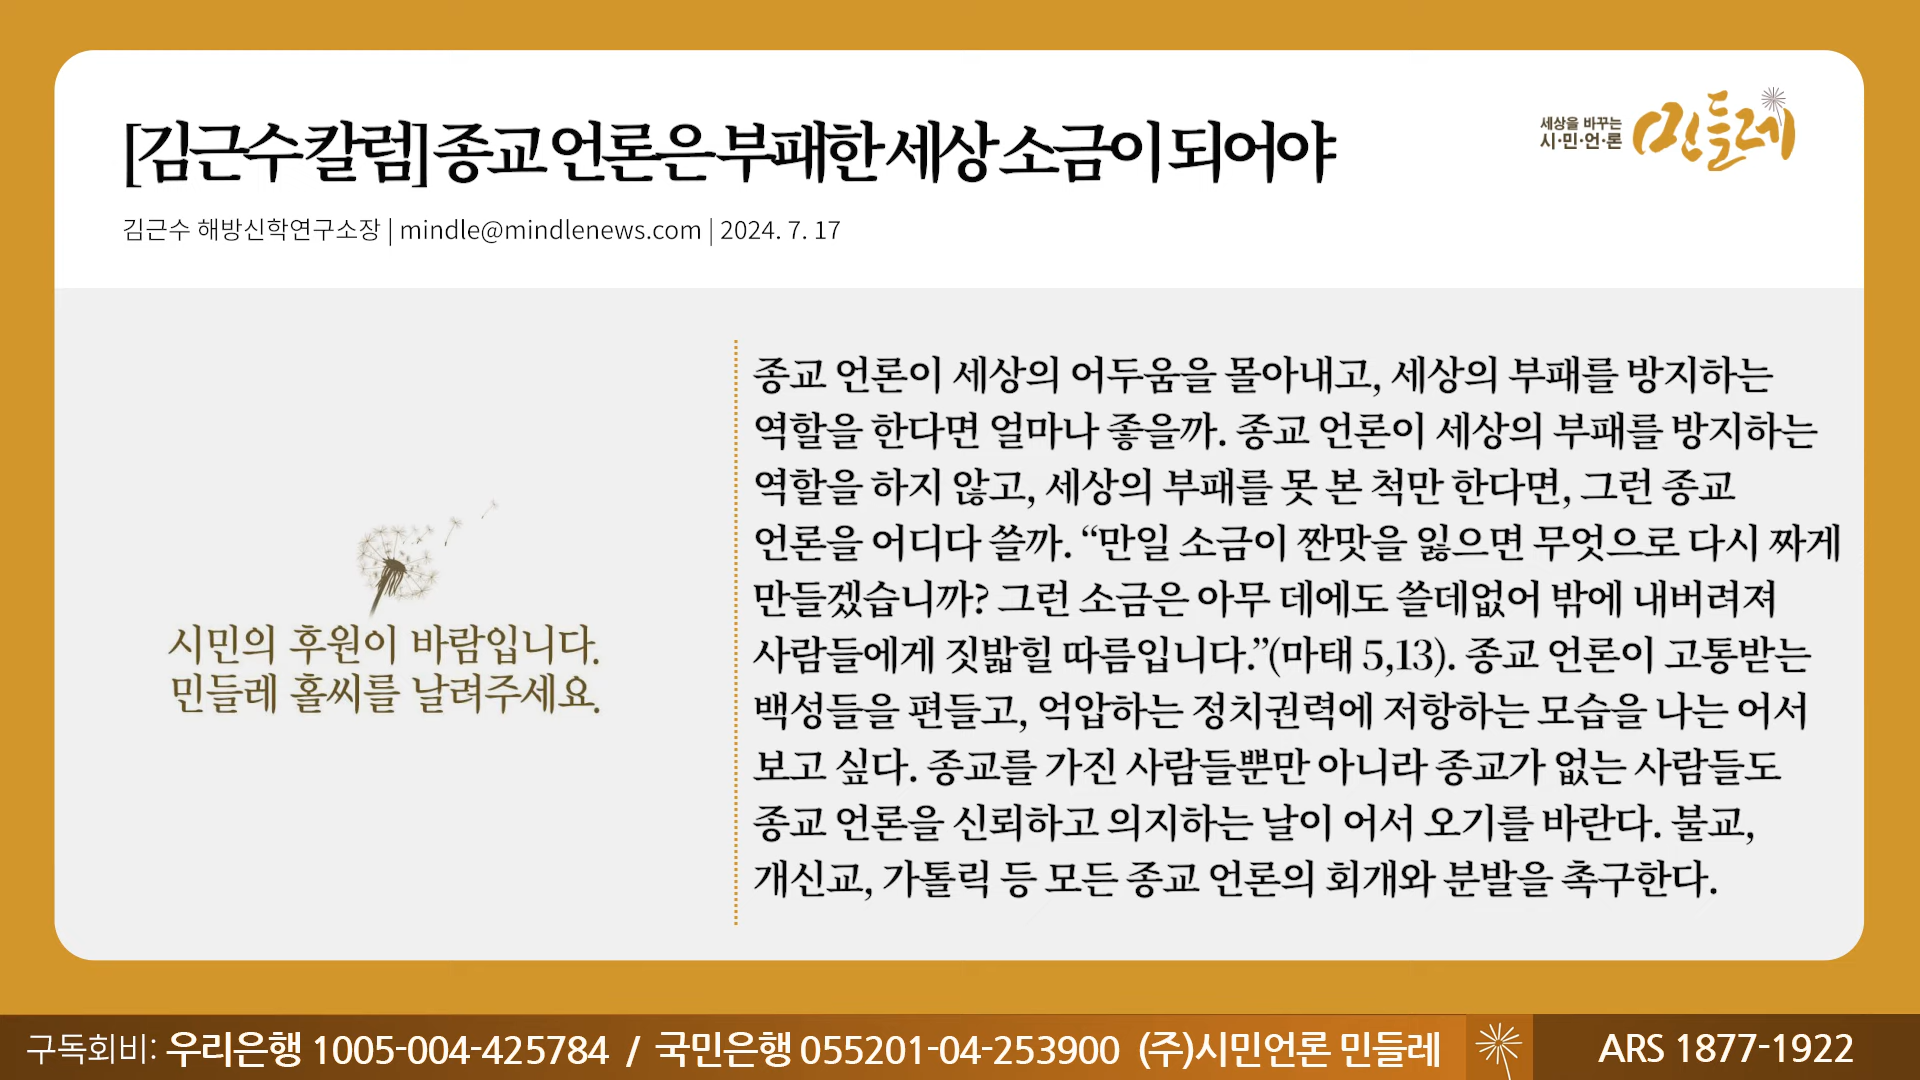 [김근수 칼럼] 종교 언론은 부패한 세상 소금이 되어야
세상을 바꾸는
시·민·언·론
민들레
김근수 해방신학연구소장 | mindle@mindlenews.com | 2024. 7. 17
시민의 후원이 바람입니다.
민들레 홀씨를 날려주세요.
종교 언론이 세상의 어두움을 몰아내고, 세상의 부패를 방지하는
역할을 한다면 얼마나 좋을까. 종교 언론이 세상의 부패를 방지하는
역할을 하지 않고, 세상의 부패를 못 본 척만 한다면, 그런 종교
언론을 어디다 쓸까. “만일 소금이 짠맛을 잃으면 무엇으로 다시 짜게
만들겠습니까? 그런 소금은 아무 데에도 쓸데없어 밖에 내버려져
사람들에게 짓밟힐 따름입니다.”(마태 5,13). 종교 언론이 고통받는
백성들을 편들고, 억압하는 정치권력에 저항하는 모습을 나는 어서
보고 싶다. 종교를 가진 사람들뿐만 아니라 종교가 없는 사람들도
종교 언론을 신뢰하고 의지하는 날이 어서 오기를 바란다. 불교,
개신교, 가톨릭 등 모든 종교 언론의 회개와 분발을 촉구한다.
구독회비: 우리은행 1005-004-425784 / 국민은행 055201-04-253900 (주)시민언론 민들레
ARS 1877-1922